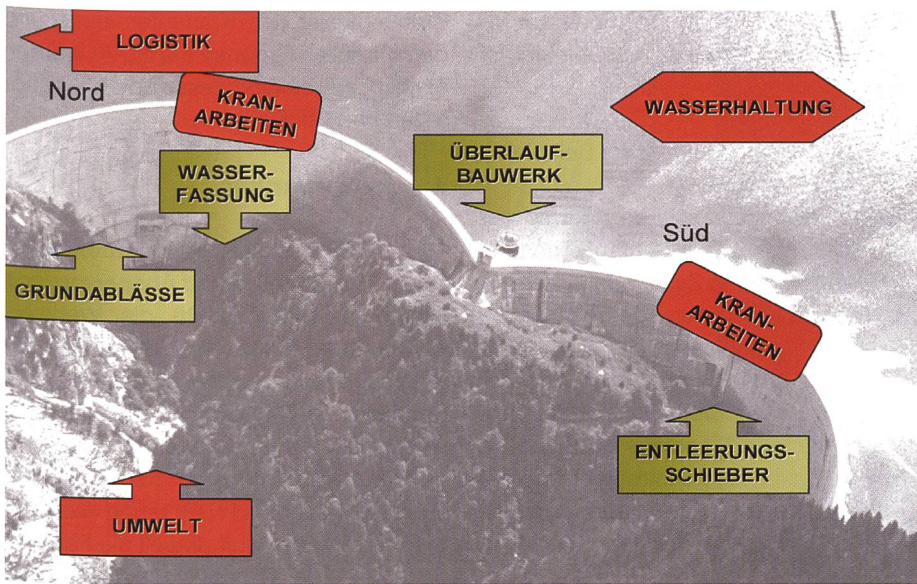 LOGISTIK
Nord
KRAN-
ARBEITEN
WASSERHALTUNG
WASSER-
FASSUNG
ÜBERLAUF-
BAUWERK
Süd
GRUNDABLÄSSE
KRAN-
ARBEITEN
ENTLEERUNGS-
SCHIEBER
UMWELT